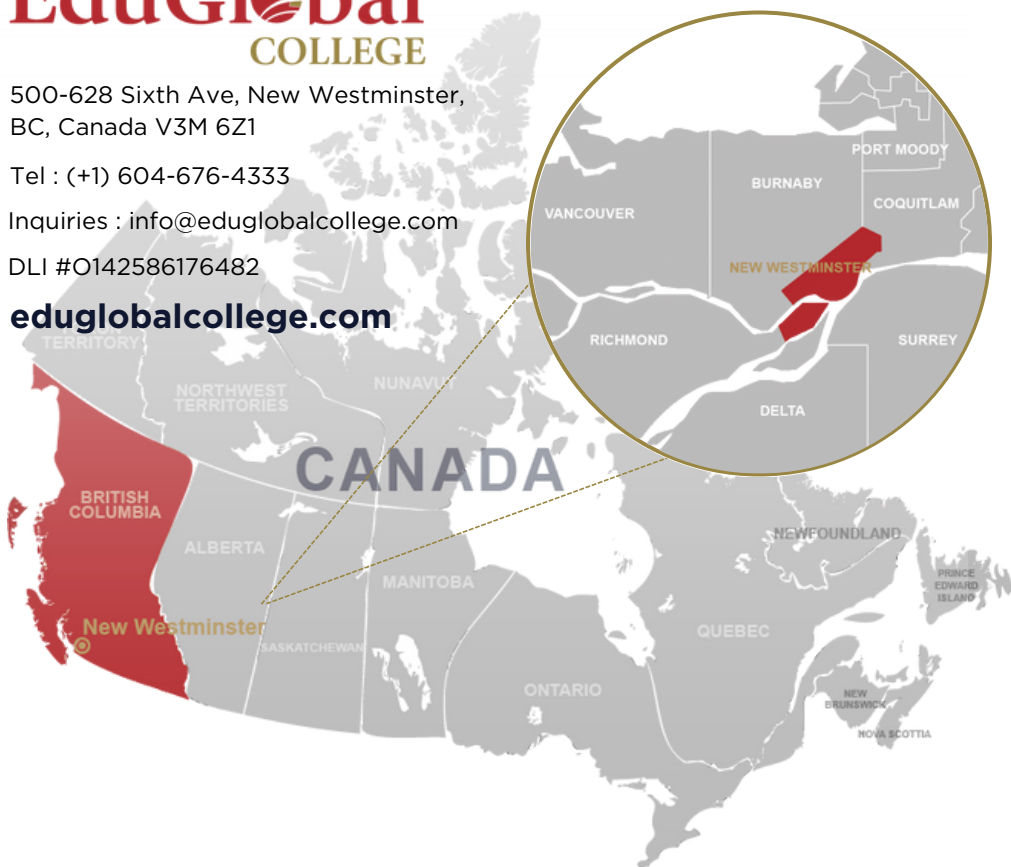 EduGlobal
COLLEGE
500-628 Sixth Ave, New Westminster,
BC, Canada V3M 6Z1
Tel : (+1) 604-676-4333
Inquiries : info@eduglobalcollege.com
DLI #O142586176482
eduglobalcollege.com
PORT MOODY
BURNABY
COQUITLAM
VANCOUVER
NEW WESTMINSTER
RICHMOND
SURREY
DELTA
TERRITORY
NORTHWEST
TERRITORIES
NUNAVUT
CANADA
BRITISH
COLUMBIA
ALBERTA
MANITOBA
NEWFOUNDLAND
PRINCE
EDWARD
ISLAND
New Westminster
SASKATCHEWAN
QUEBEC
ONTARIO
NEW
BRUNSWICK
NOVA SCOTTIA